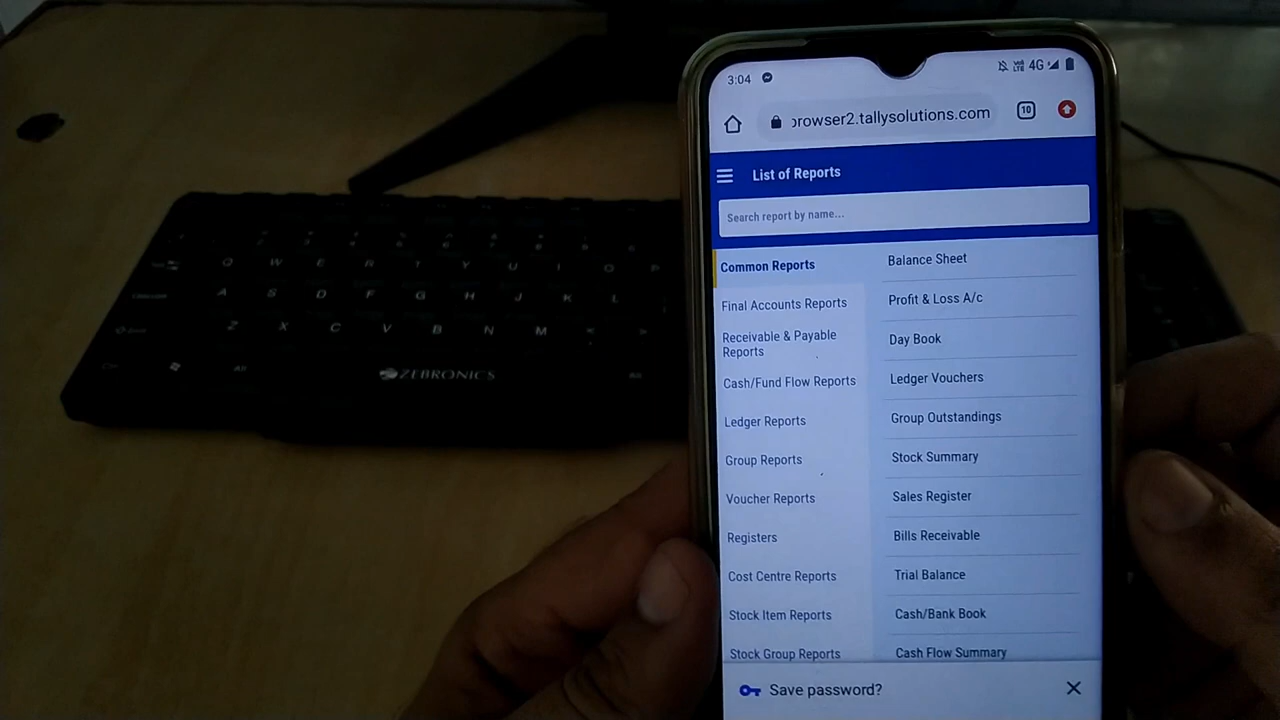 3:04
4G
browser2.tallysolutions.com
10
List of Reports
Search report by name...
Common Reports
Final Accounts Reports
Receivable & Payable
Reports
Cash/Fund Flow Reports
Ledger Reports
Group Reports
Voucher Reports
Registers
Cost Centre Reports
Stock Item Reports
Stock Group Reports
Balance Sheet
Profit & Loss A/c
Day Book
Ledger Vouchers
Group Outstandings
Stock Summary
Sales Register
Bills Receivable
Trial Balance
Cash/Bank Book
Cash Flow Summary
Save password?
Q W E R T Y U I O P
A S D F G H J K L
Z X C V B N M
ZEBRONICS
Alt